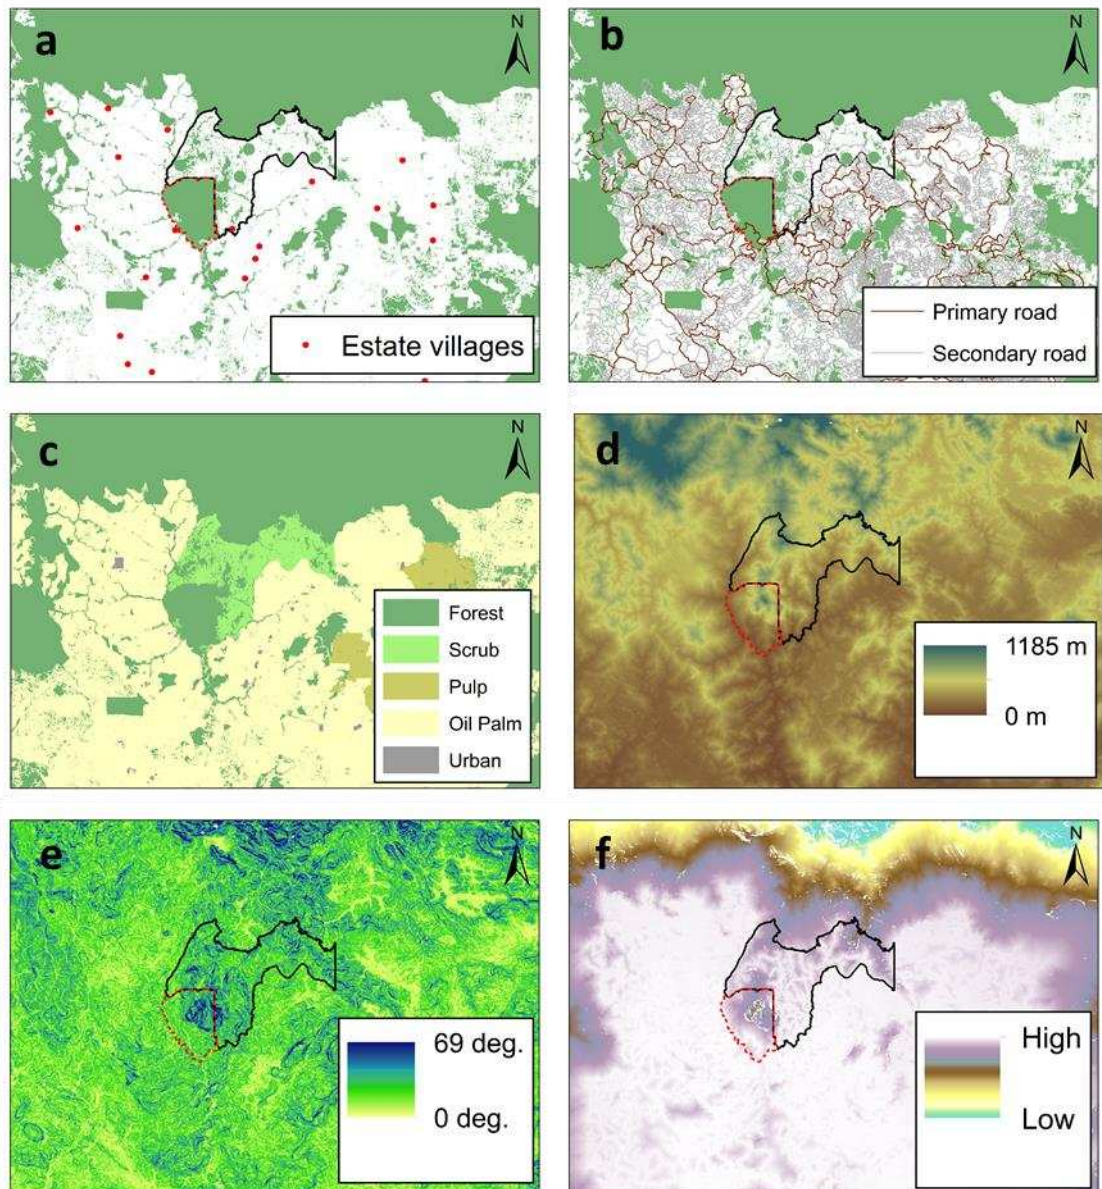 a
N
Estate villages
b
N
Primary road
Secondary road
c
N
Forest
Scrub
Pulp
Oil Palm
Urban
d
N
1185 m
0 m
e
N
69 deg.
0 deg.
f
N
High
Low